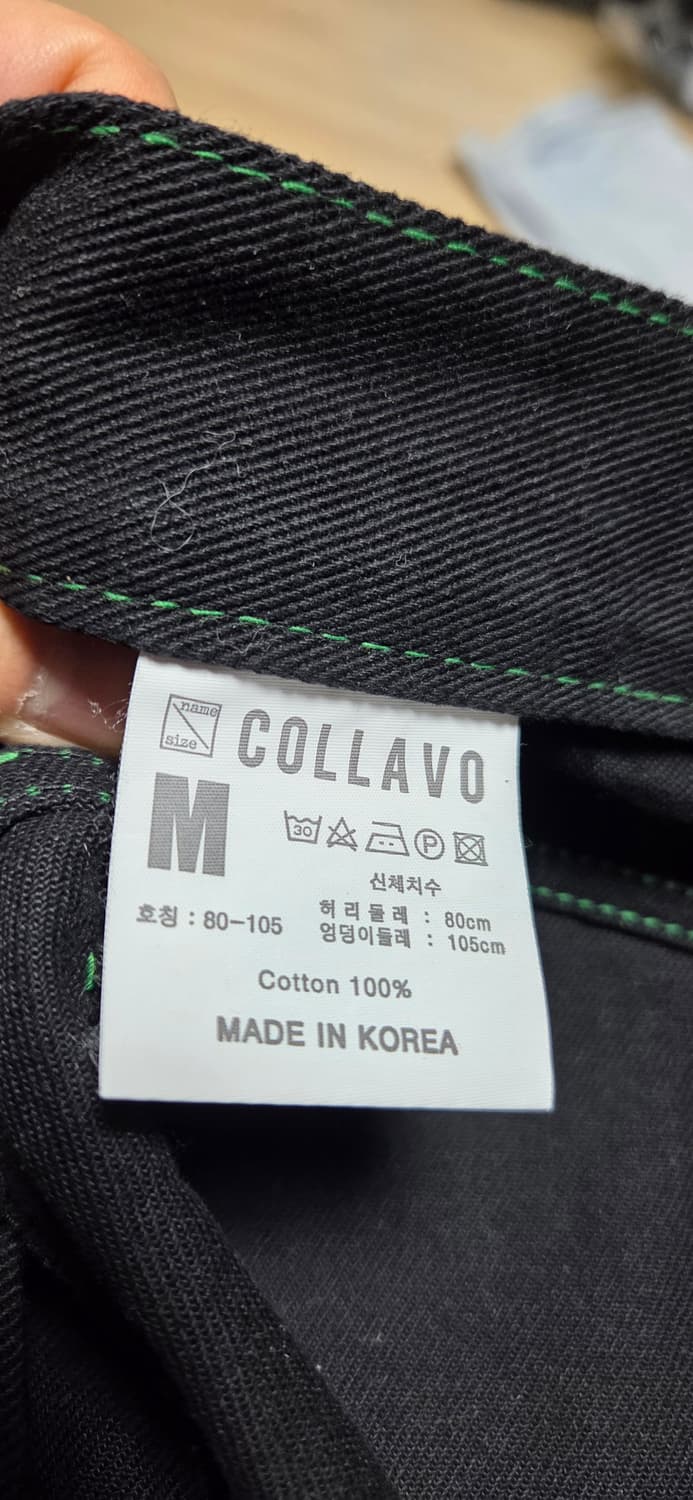 name
size
COLLAVO
M
30
P
신체치수
호칭 : 80-105
허리둘레 : 80cm
엉덩이둘레 : 105cm
Cotton 100%
MADE IN KOREA